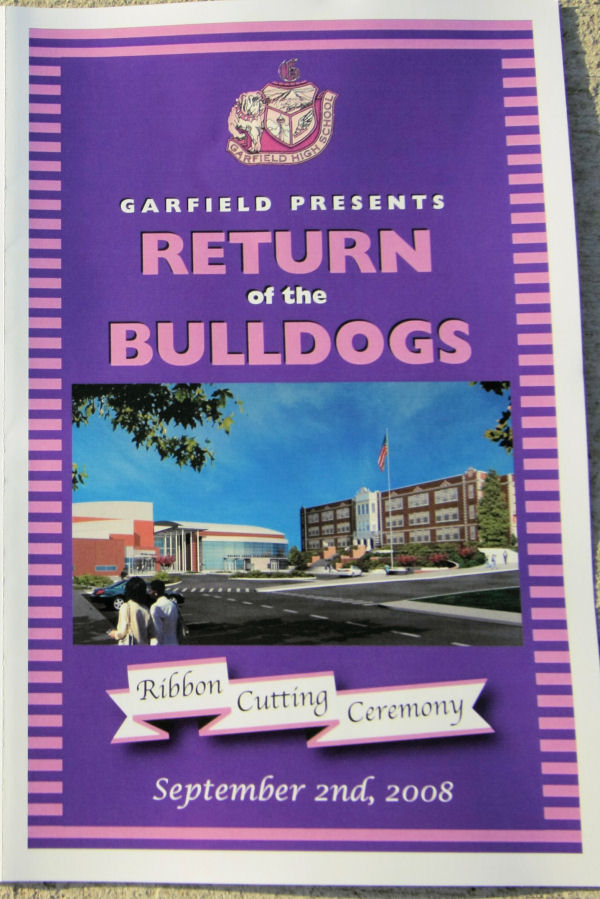 G
GARFIELD HIGH SCHOOL
GARFIELD PRESENTS
RETURN
of the
BULLDOGS
Ribbon Cutting Ceremony
September 2nd, 2008